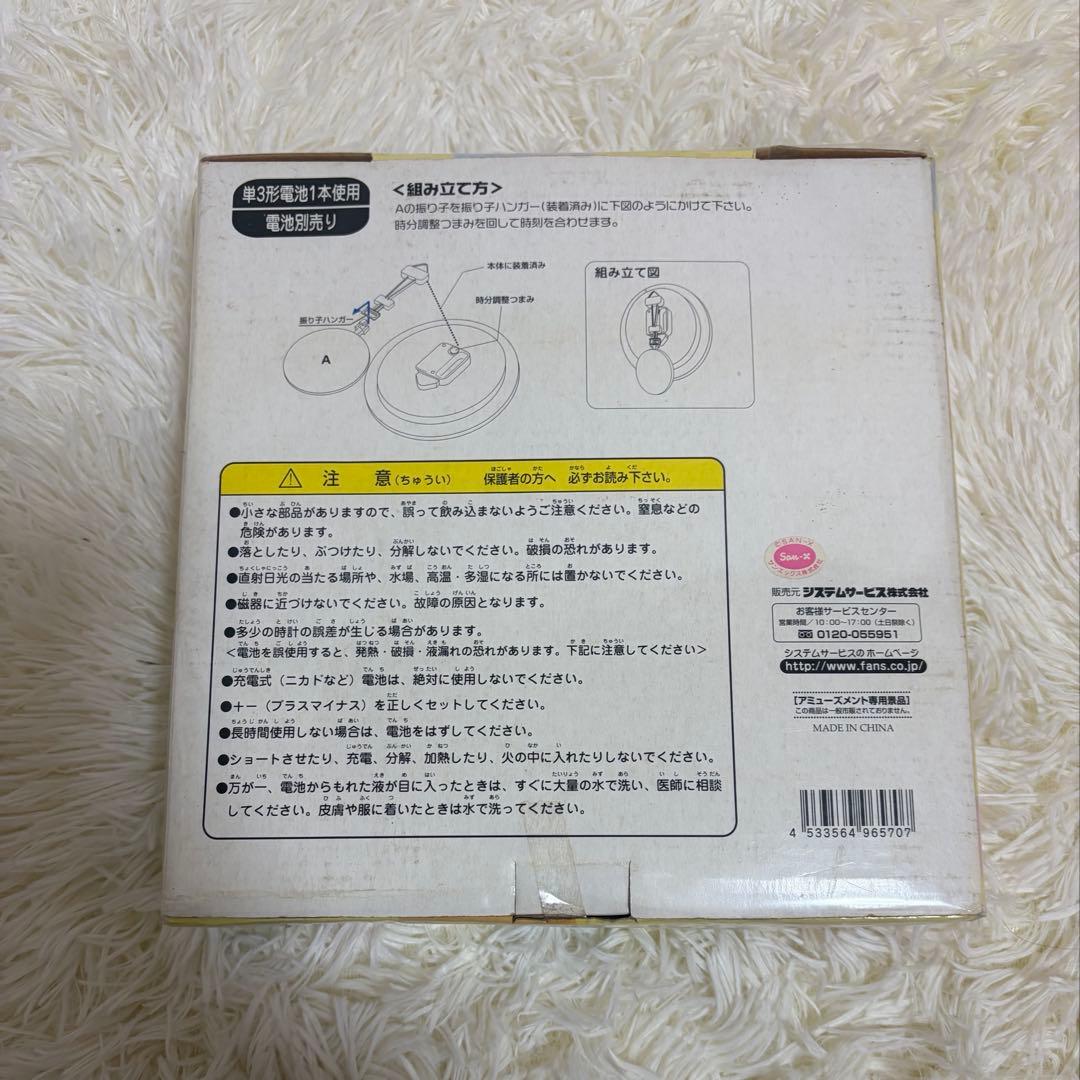 単3形電池1本使用
電池別売り
<組み立て方>
Aの振り子を振り子ハンガー(装着済み)に下図のようにかけて下さい。
時分調整つまみを回して時刻を合わせます。
本体に装着済み
時分調整つまみ
振り子ハンガー
A
組み立て図
注 意(ちゅうい) 保護者の方へ 必ずお読み下さい。
●小さな部品がありますので、誤って飲み込まないようご注意ください。窒息などの
危険があります。
●落としたり、ぶつけたり、分解しないでください。破損の恐れがあります。
●直射日光の当たる場所や、水場、高温・多湿になる所には置かないでください。
●磁器に近づけないでください。故障の原因となります。
●多少の時計の誤差が生じる場合があります。
<電池を誤使用すると、発熱・破損・液漏れの恐れがあります。下記に注意してください>
●充電式(ニカドなど)電池は、絶対に使用しないでください。
●+-(プラスマイナス)を正しくセットしてください。
●長時間使用しない場合は、電池をはずしてください。
●ショートさせたり、充電、分解、加熱したり、火の中に入れたりしないでください。
●万が一、電池からもれた液が目に入ったときは、すぐに大量の水で洗い、医師に相談
してください。皮膚や服に着いたときは水で洗ってください。
©SAN-X
San-X
サンエックス株式会社
販売元 システムサービス株式会社
お客様サービスセンター
営業時間/10:00~17:00(土日祭除く)
0120-055951
システムサービスのホームページ
http://www.fans.co.jp/
[アミューズメント専用景品]
この商品は一般市販されておりません。
MADE IN CHINA
4 533564 965707